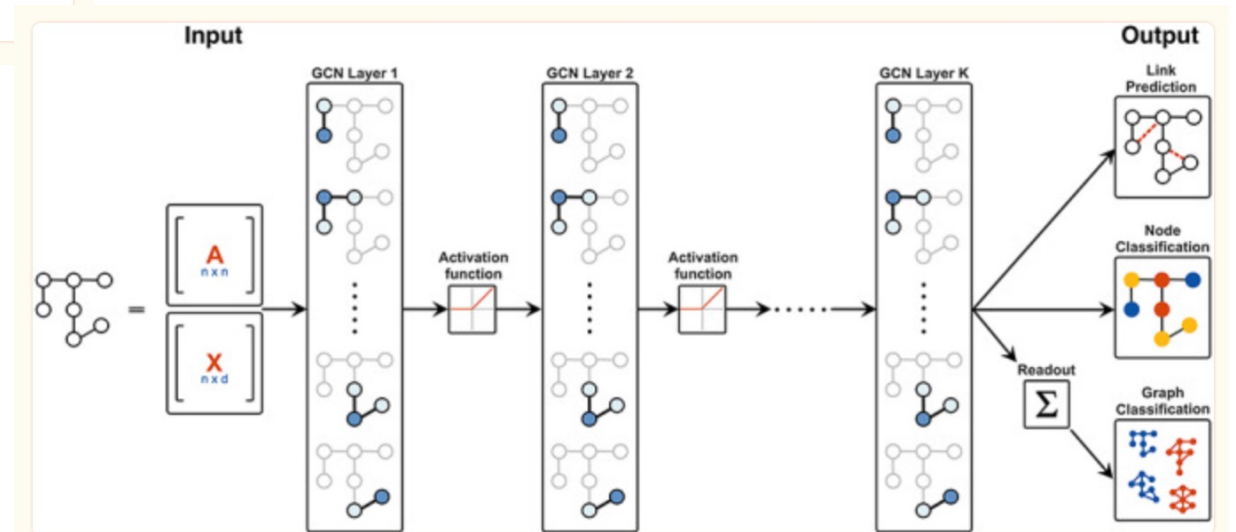 Input
Output
GCN Layer 1
GCN Layer 2
GCN Layer K
Link
Prediction
A
n x n
X
n x d
=
Activation
function
Activation
function
Node
Classification
Readout
Σ
Graph
Classification